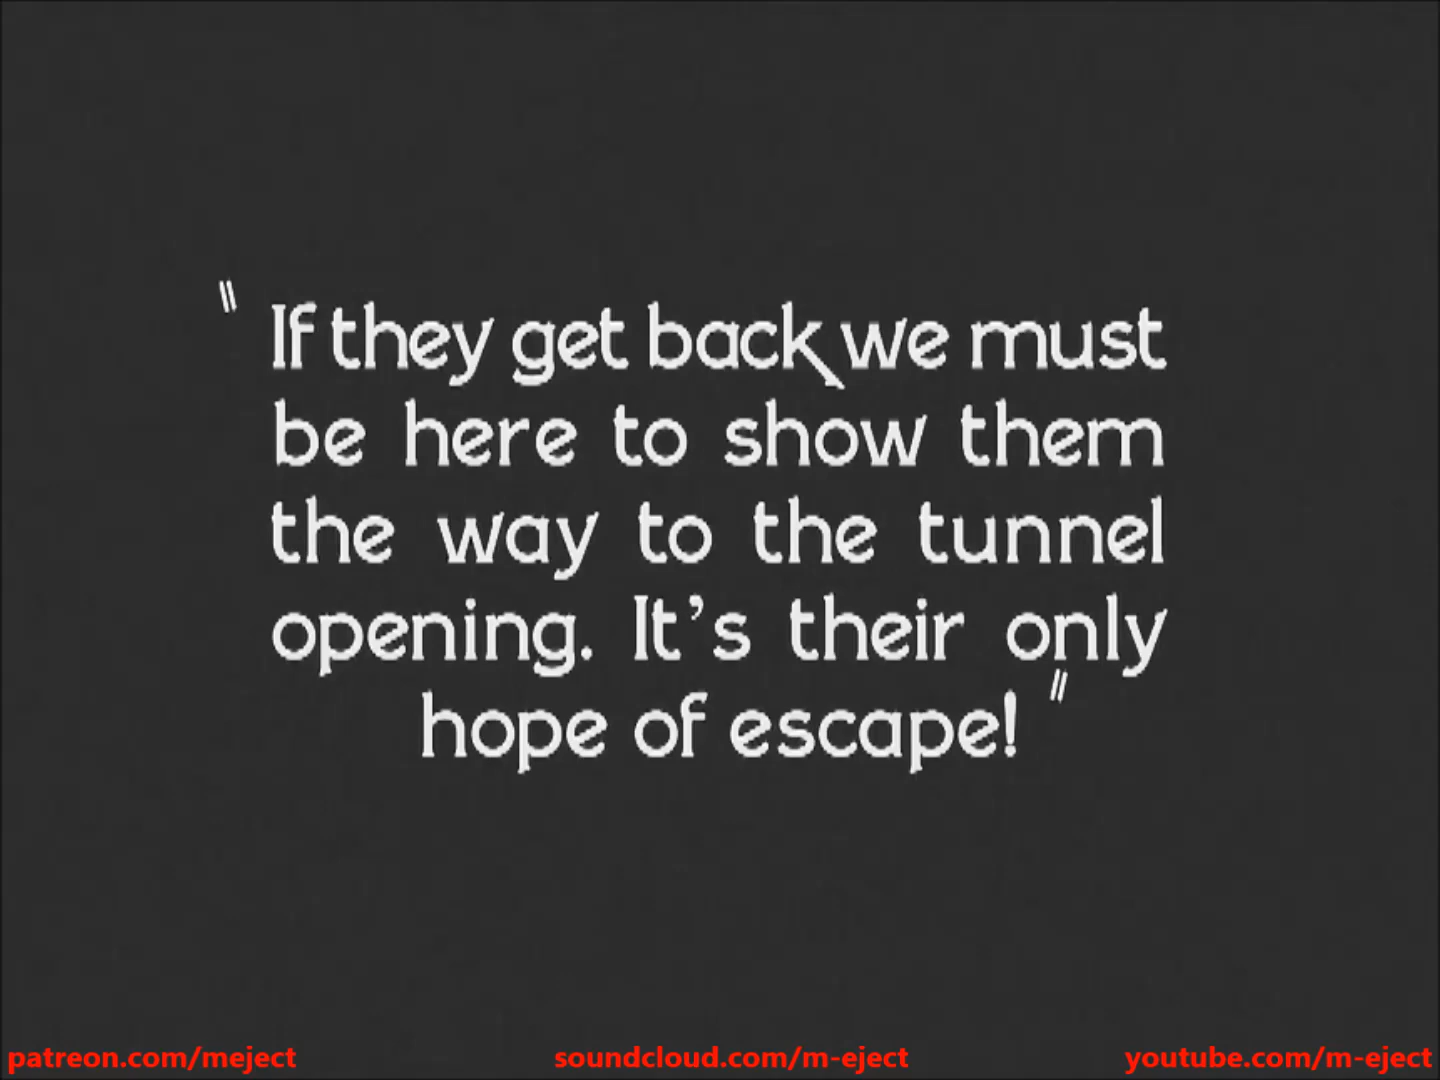 "If they get back we must
be here to show them
the way to the tunnel
opening. It's their only
hope of escape!"
patreon.com/meject soundcloud.com/m-eject youtube.com/m-eject